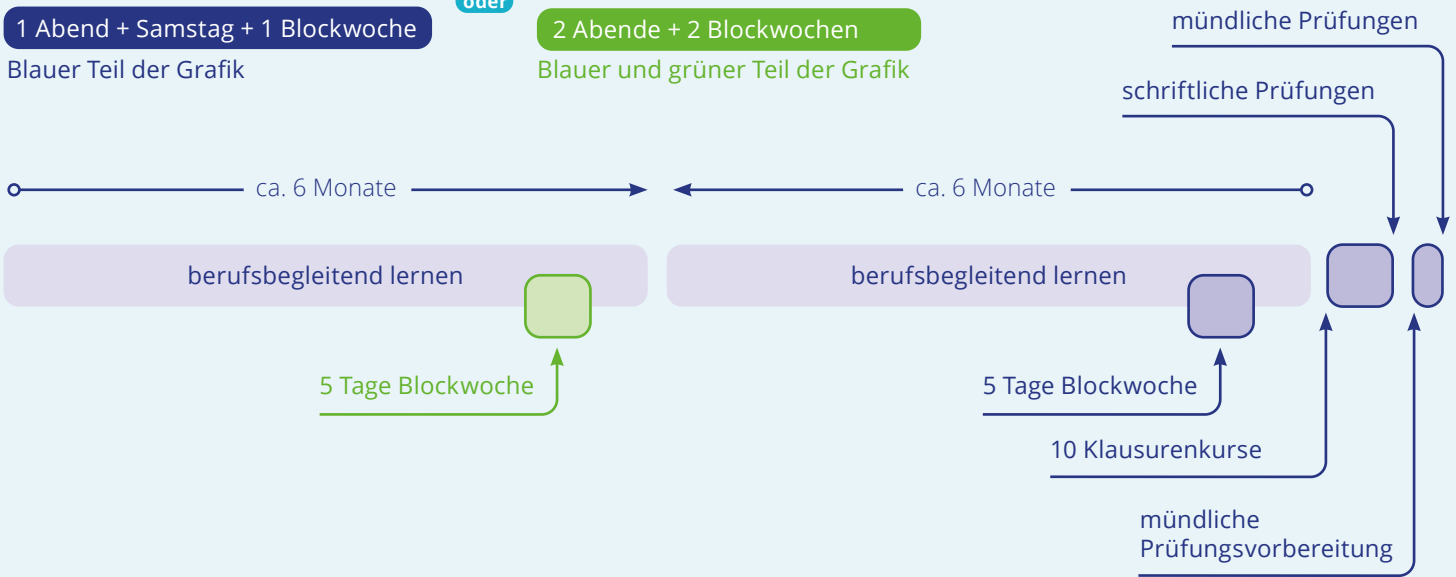 oder
1 Abend + Samstag + 1 Blockwoche
Blauer Teil der Grafik
2 Abende + 2 Blockwochen
Blauer und grüner Teil der Grafik
mündliche Prüfungen
schriftliche Prüfungen
ca. 6 Monate
ca. 6 Monate
berufsbegleitend lernen
berufsbegleitend lernen
5 Tage Blockwoche
5 Tage Blockwoche
10 Klausurenkurse
mündliche
Prüfungsvorbereitung